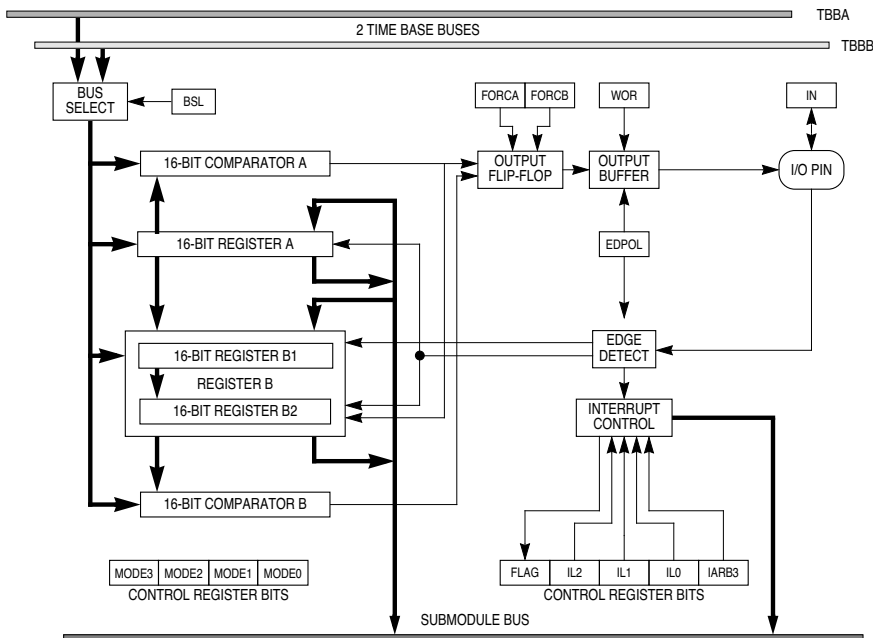 TBBA
2 TIME BASE BUSES
TBBB
BUS
SELECT
BSL
FORCA
FORCB
WOR
IN
16-BIT COMPARATOR A
OUTPUT
FLIP-FLOP
OUTPUT
BUFFER
I/O PIN
16-BIT REGISTER A
EDPOL
16-BIT REGISTER B1
REGISTER B
16-BIT REGISTER B2
EDGE
DETECT
INTERRUPT
CONTROL
16-BIT COMPARATOR B
MODE3
MODE2
MODE1
MODE0
CONTROL REGISTER BITS
FLAG
IL2
IL1
IL0
IARB3
CONTROL REGISTER BITS
SUBMODULE BUS